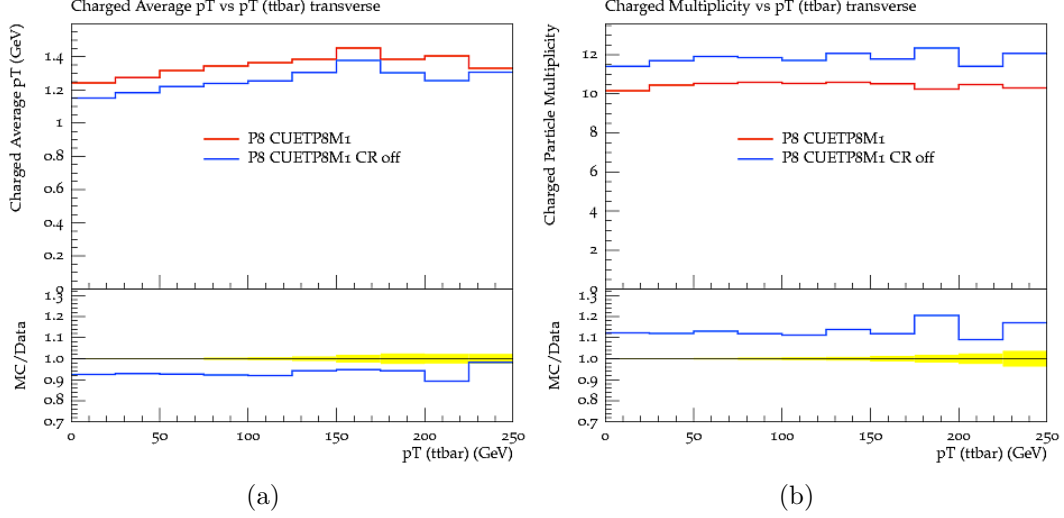 Charged Average pT vs pT (ttbar) transverse
Charged Average pT (GeV)
1.4
1.2
1
0.8
0.6
0.4
0.2
0
P8 CUETP8M1
P8 CUETP8M1 CR off
MC/Data
1.3
1.2
1.1
1.0
0.9
0.8
0.7
0 50 100 150 200 250
pT (ttbar) (GeV)
(a)
Charged Multiplicity vs pT (ttbar) transverse
Charged Particle Multiplicity
12
10
8
6
4
2
0
P8 CUETP8M1
P8 CUETP8M1 CR off
MC/Data
1.3
1.2
1.1
1.0
0.9
0.8
0.7
0 50 100 150 200 250
pT (ttbar) (GeV)
(b)